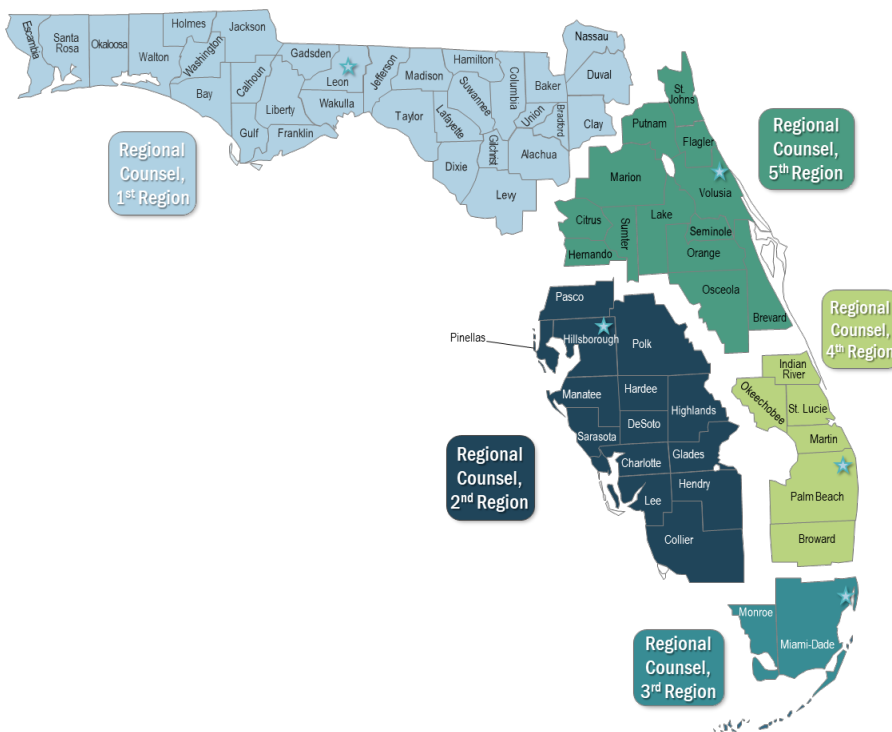 Escambia
Santa
Rosa
Okaloosa
Walton
Holmes
Washington
Jackson
Bay
Calhoun
Gulf
Liberty
Gadsden
Leon
Wakulla
Franklin
Jefferson
Madison
Taylor
Hamilton
Suwannee
Lafayette
Dixie
Columbia
Gilchrist
Union
Baker
Bradford
Alachua
Levy
Nassau
Duval
Clay
Regional
Counsel,
1st Region
St.
Johns
Putnam
Flagler
Marion
Volusia
Citrus
Sumter
Lake
Seminole
Hernando
Orange
Osceola
Brevard
Regional
Counsel,
5th Region
Pasco
Pinellas
Hillsborough
Polk
Manatee
Hardee
Highlands
Sarasota
DeSoto
Charlotte
Glades
Lee
Hendry
Collier
Regional
Counsel,
2nd Region
Regional
Counsel,
4th Region
Indian
River
Okeechobee
St. Lucie
Martin
Palm Beach
Broward
Monroe
Miami-Dade
Regional
Counsel,
3rd Region